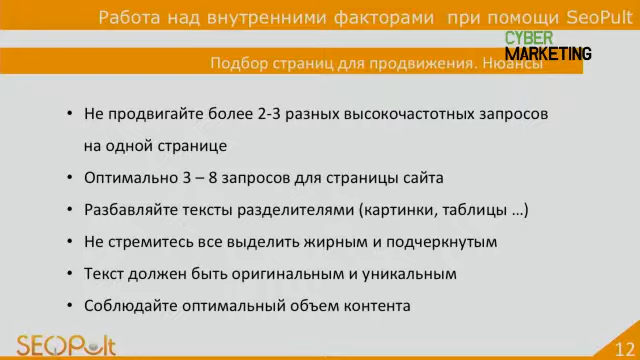 Работа над внутренними факторами при помощи SeoPult
CYBER
MARKETING
Подбор страниц для продвижения. Нюансы
• Не продвигайте более 2-3 разных высокочастотных запросов
на одной странице
• Оптимально 3 – 8 запросов для страницы сайта
• Разбавляйте тексты разделителями (картинки, таблицы …)
• Не стремитесь все выделить жирным и подчеркнутым
• Текст должен быть оригинальным и уникальным
• Соблюдайте оптимальный объем контента
SEOPult
12